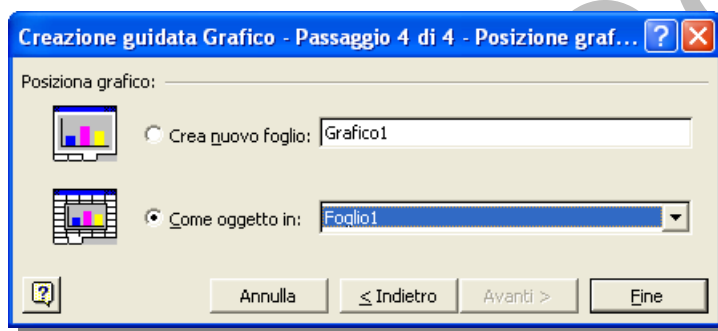 Creazione guidata Grafico - Passaggio 4 di 4 - Posizione graf...
Posiziona grafico:
Crea nuovo foglio: Grafico1
Come oggetto in: Foglio1
Annulla < Indietro Avanti > Fine